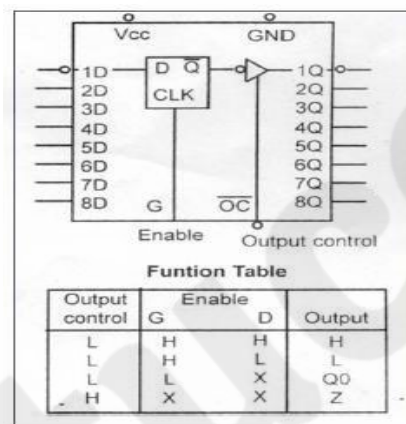 Vcc GND
1D D Q̅ 1Q
2D CLK 2Q
3D 3Q
4D 4Q
5D 5Q
6D 6Q
7D 7Q
8D G O̅C̅ 8Q
Enable Output control
Funtion Table
Output control Enable Output
G D
L H H H
L H L L
L L X Q0
H X X Z